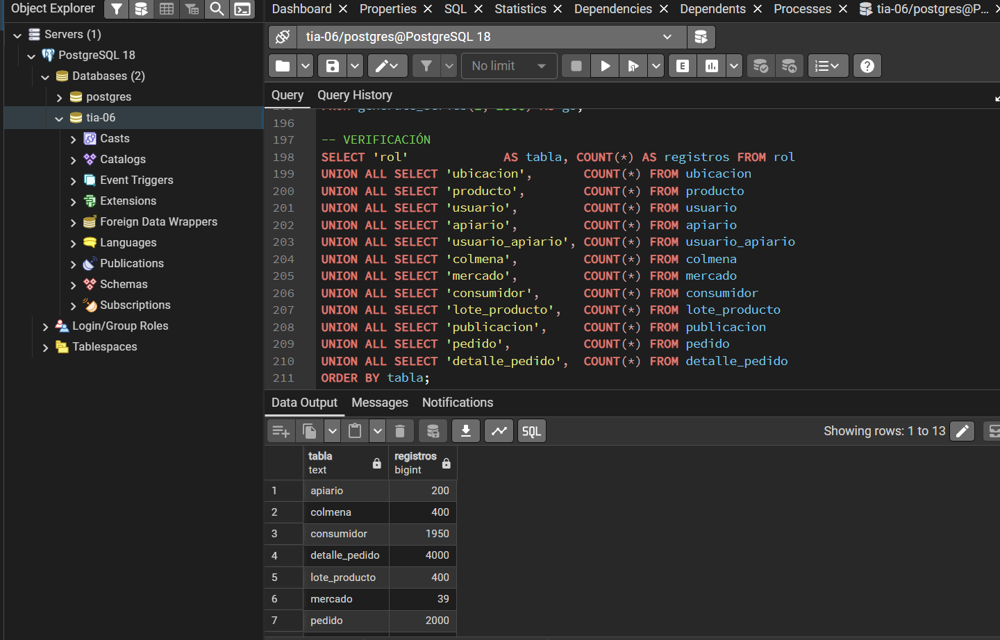 Object Explorer
Dashboard
Properties
SQL
Statistics
Dependencies
Dependents
Processes
tia-06/postgres@P...
Servers (1)
PostgreSQL 18
Databases (2)
postgres
tia-06
Casts
Catalogs
Event Triggers
Extensions
Foreign Data Wrappers
Languages
Publications
Schemas
Subscriptions
Login/Group Roles
Tablespaces
tia-06/postgres@PostgreSQL 18
No limit
E
Query
Query History
196
197 -- VERIFICACIÓN
198 SELECT 'rol' AS tabla, COUNT(*) AS registros FROM rol
199 UNION ALL SELECT 'ubicacion', COUNT(*) FROM ubicacion
200 UNION ALL SELECT 'producto', COUNT(*) FROM producto
201 UNION ALL SELECT 'usuario', COUNT(*) FROM usuario
202 UNION ALL SELECT 'apiario', COUNT(*) FROM apiario
203 UNION ALL SELECT 'usuario_apiario', COUNT(*) FROM usuario_apiario
204 UNION ALL SELECT 'colmena', COUNT(*) FROM colmena
205 UNION ALL SELECT 'mercado', COUNT(*) FROM mercado
206 UNION ALL SELECT 'consumidor', COUNT(*) FROM consumidor
207 UNION ALL SELECT 'lote_producto', COUNT(*) FROM lote_producto
208 UNION ALL SELECT 'publicacion', COUNT(*) FROM publicacion
209 UNION ALL SELECT 'pedido', COUNT(*) FROM pedido
210 UNION ALL SELECT 'detalle_pedido', COUNT(*) FROM detalle_pedido
211 ORDER BY tabla;
Data Output
Messages
Notifications
SQL
Showing rows: 1 to 13
tabla text
registros bigint
1 apiario 200
2 colmena 400
3 consumidor 1950
4 detalle_pedido 4000
5 lote_producto 400
6 mercado 39
7 pedido 2000